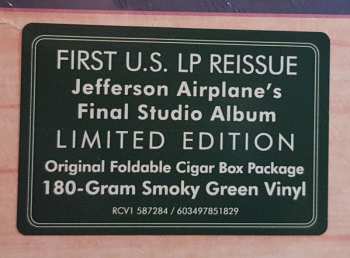 FIRST U.S. LP REISSUE
Jefferson Airplane's
Final Studio Album
LIMITED EDITION
Original Foldable Cigar Box Package
180-Gram Smoky Green Vinyl
RCV1 587284 / 603497851829